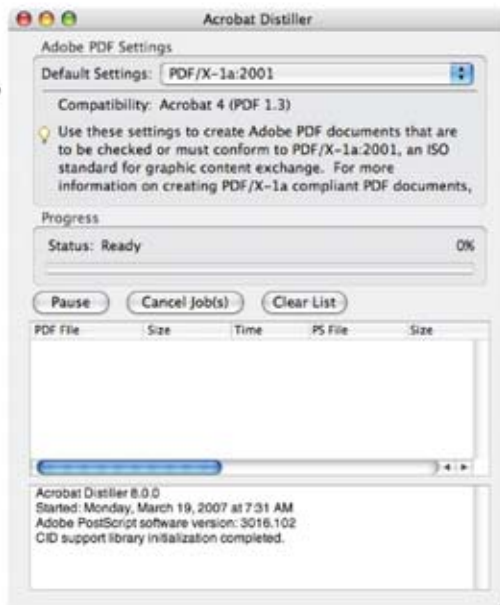 Acrobat Distiller
Adobe PDF Settings
Default Settings: PDF/X-1a:2001
Compatibility: Acrobat 4 (PDF 1.3)
Use these settings to create Adobe PDF documents that are
to be checked or must conform to PDF/X-1a:2001, an ISO
standard for graphic content exchange. For more
information on creating PDF/X-1a compliant PDF documents,
Progress
Status: Ready 0%
Pause Cancel Job(s) Clear List
PDF File Size Time PS File Size
Acrobat Distiller 8.0.0
Started: Monday, March 19, 2007 at 7:31 AM
Adobe PostScript software version: 3016.102
CID support library initialization completed.